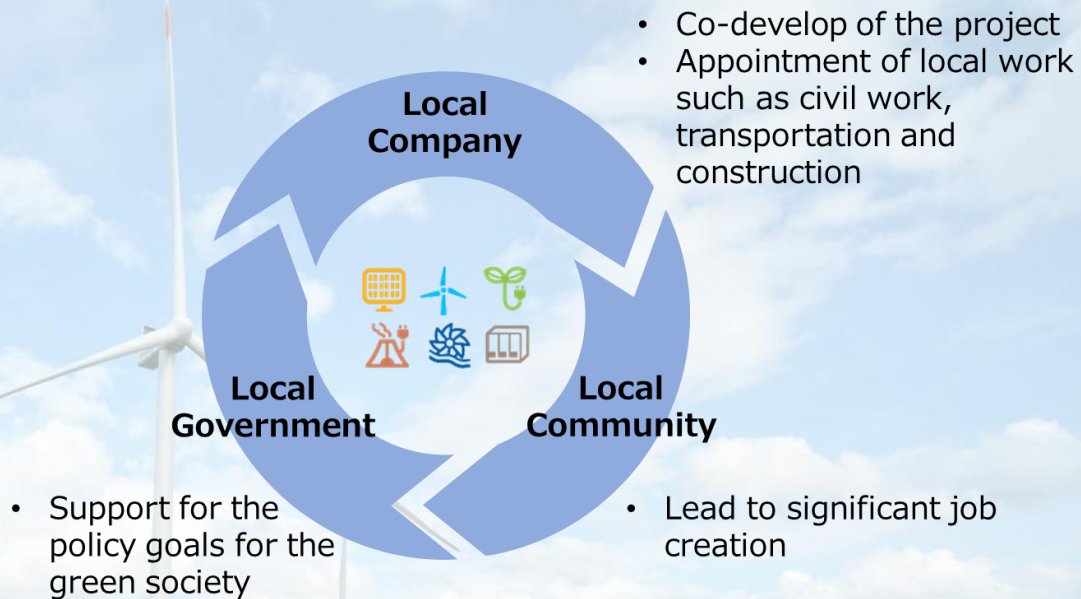 Local
Company
• Co-develop of the project
• Appointment of local work
such as civil work,
transportation and
construction
Local
Government
• Support for the
policy goals for the
green society
Local
Community
• Lead to significant job
creation